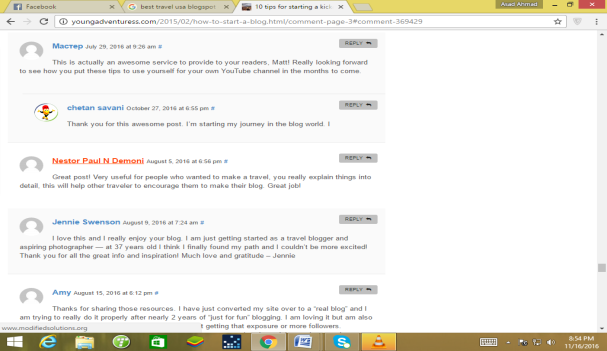 Facebook
best travel usa blogspot
10 tips for starting a kick
Asad Ahmad
youngadventuress.com/2015/02/how-to-start-a-blog.html/comment-page-3#comment-369429
Мастер July 29, 2016 at 9:26 am #
REPLY
This is actually an awesome service to provide to your readers, Matt! Really looking forward
to see how you put these tips to use yourself for your own YouTube channel in the months to come.
chetan savani October 27, 2016 at 6:55 pm #
REPLY
Thank you for this awesome post. I'm starting my journey in the blog world. I
Nestor Paul N Demoni August 5, 2016 at 6:56 pm #
REPLY
Great post! Very useful for people who wanted to make a travel, you really explain things into
detail, this will help other traveler to encourage them to make their blog. Great job!
Jennie Swenson August 9, 2016 at 7:24 am #
REPLY
I love this and I really enjoy your blog. I am just getting started as a travel blogger and
aspiring photographer — at 37 years old I think I finally found my path and I couldn't be more excited!
Thank you for all the great info and inspiration! Much love and gratitude – Jennie
Amy August 15, 2016 at 6:12 pm #
REPLY
Thanks for sharing those resources. I have just converted my site over to a "real blog" and I
am trying to really do it properly after nearly 2 years of "just for fun" blogging. I am loving it but am also
t getting that exposure or more followers.
www.modifiedsolutions.org
8:54 PM
11/16/2016